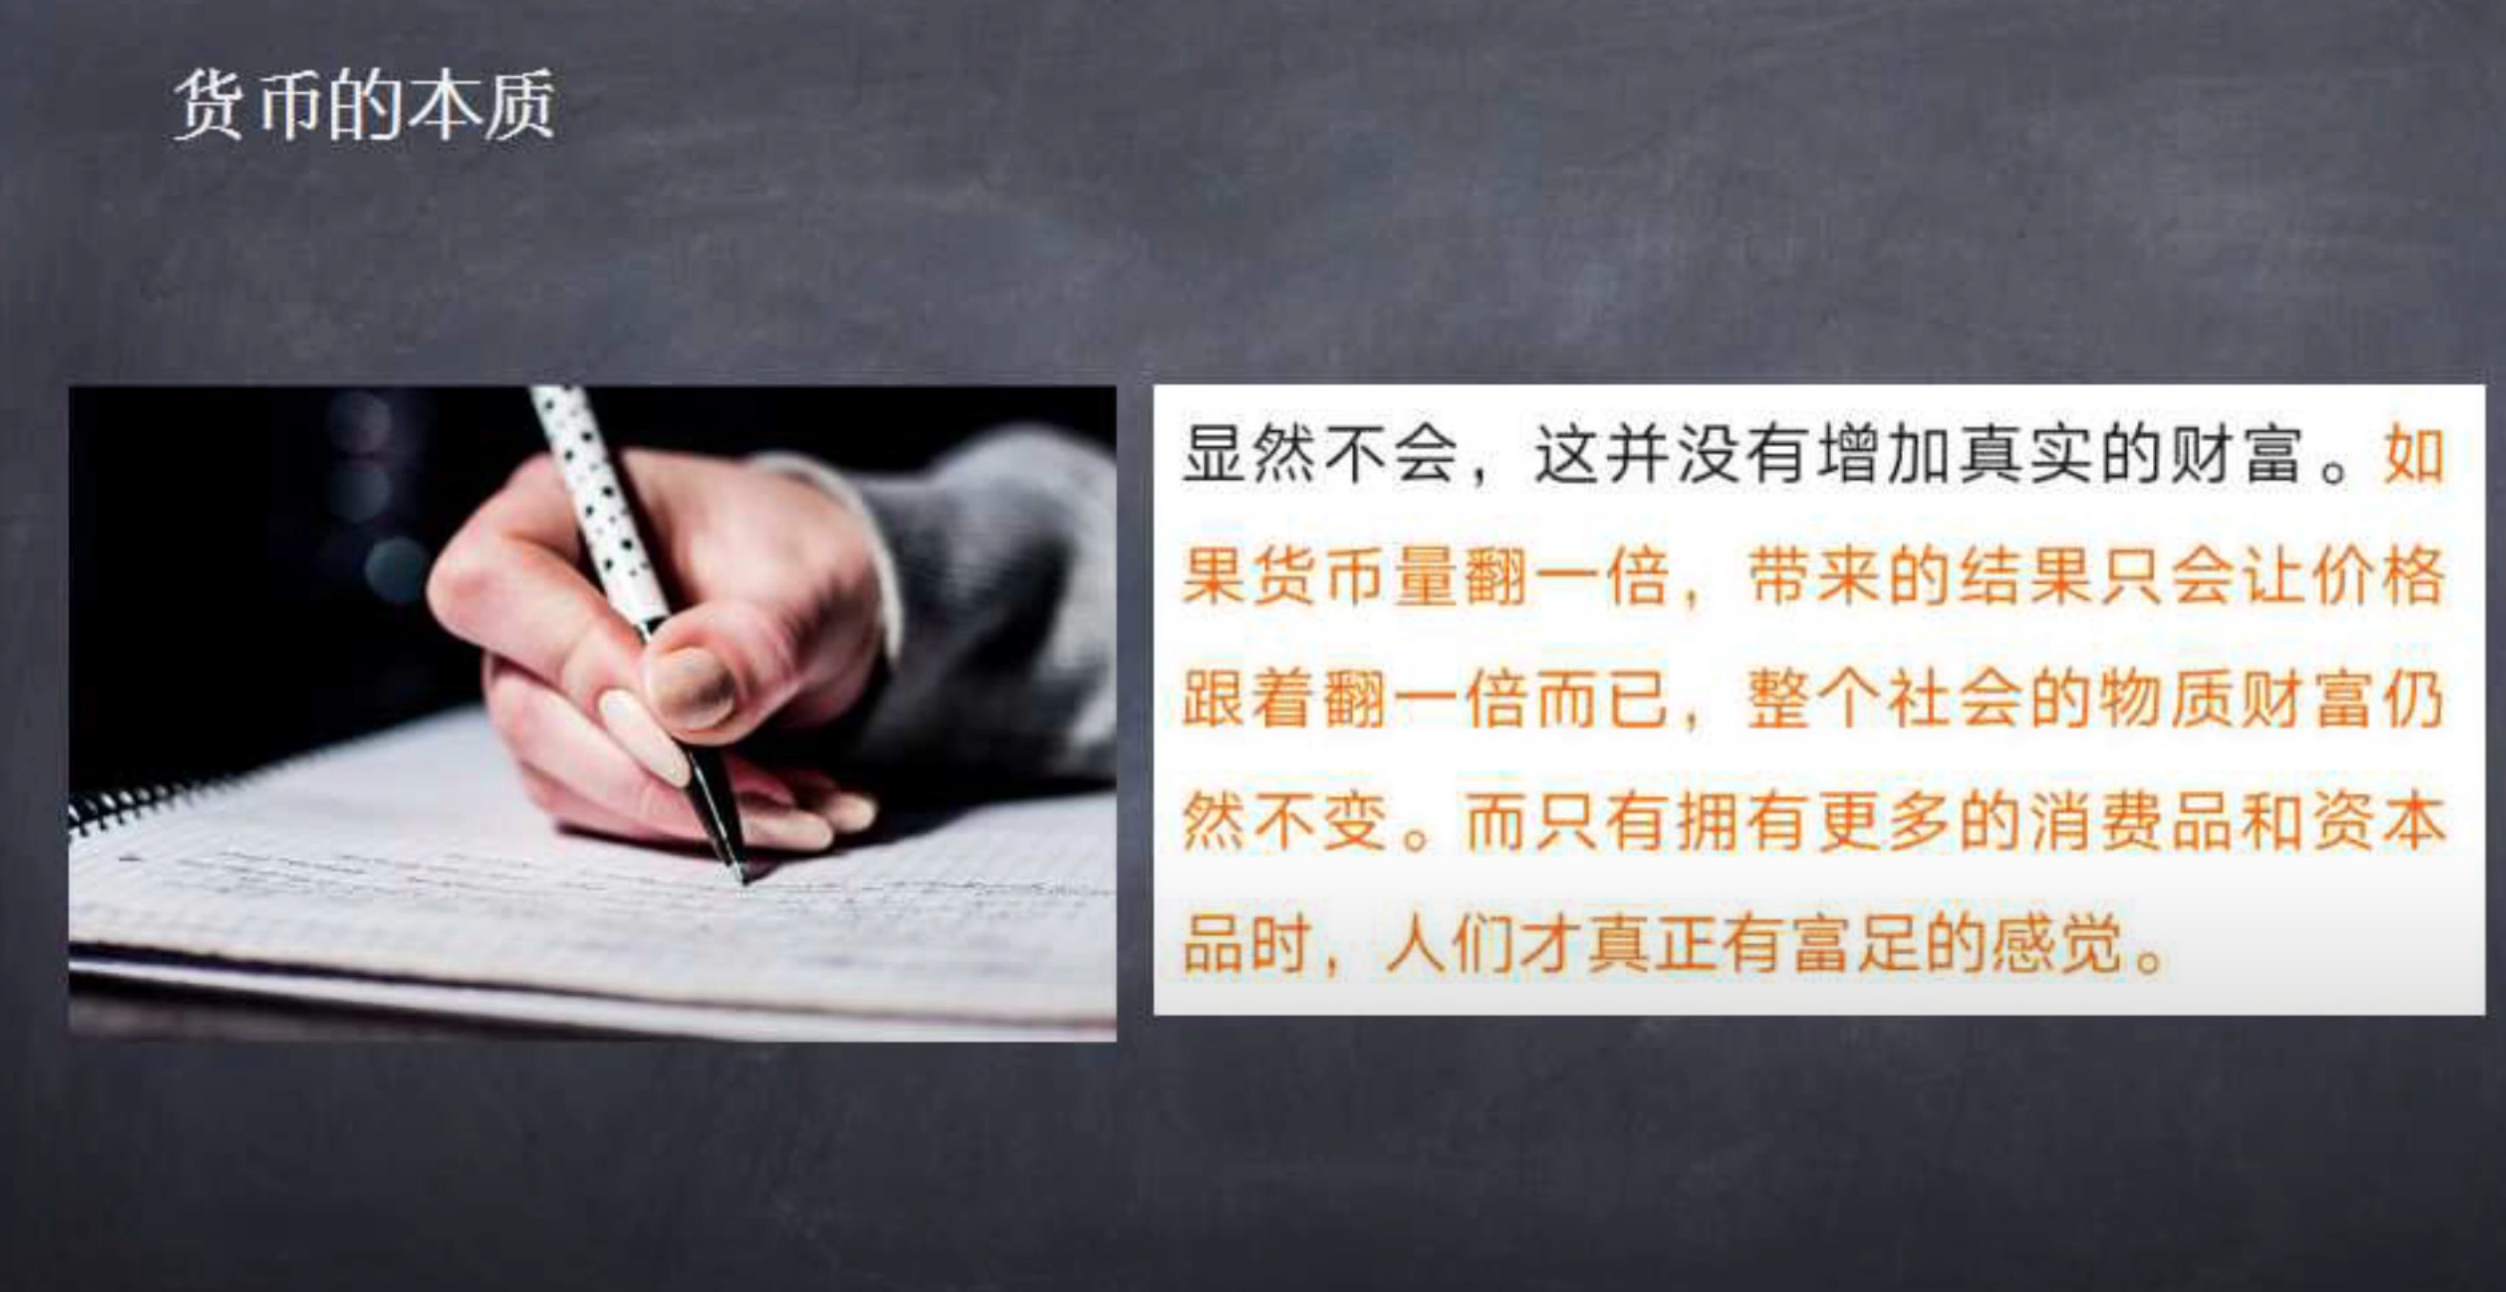 货币的本质
显然不会，这并没有增加真实的财富。如
果货币量翻一倍，带来的结果只会让价格
跟着翻一倍而已，整个社会的物质财富仍
然不变。而只有拥有更多的消费品和资本
品时，人们才真正有富足的感觉。